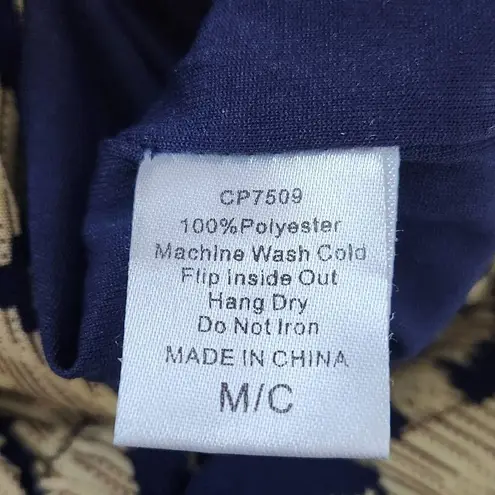 CP7509
100%Polyester
Machine Wash Cold
Flip Inside Out
Hang Dry
Do Not Iron
MADE IN CHINA
M/C